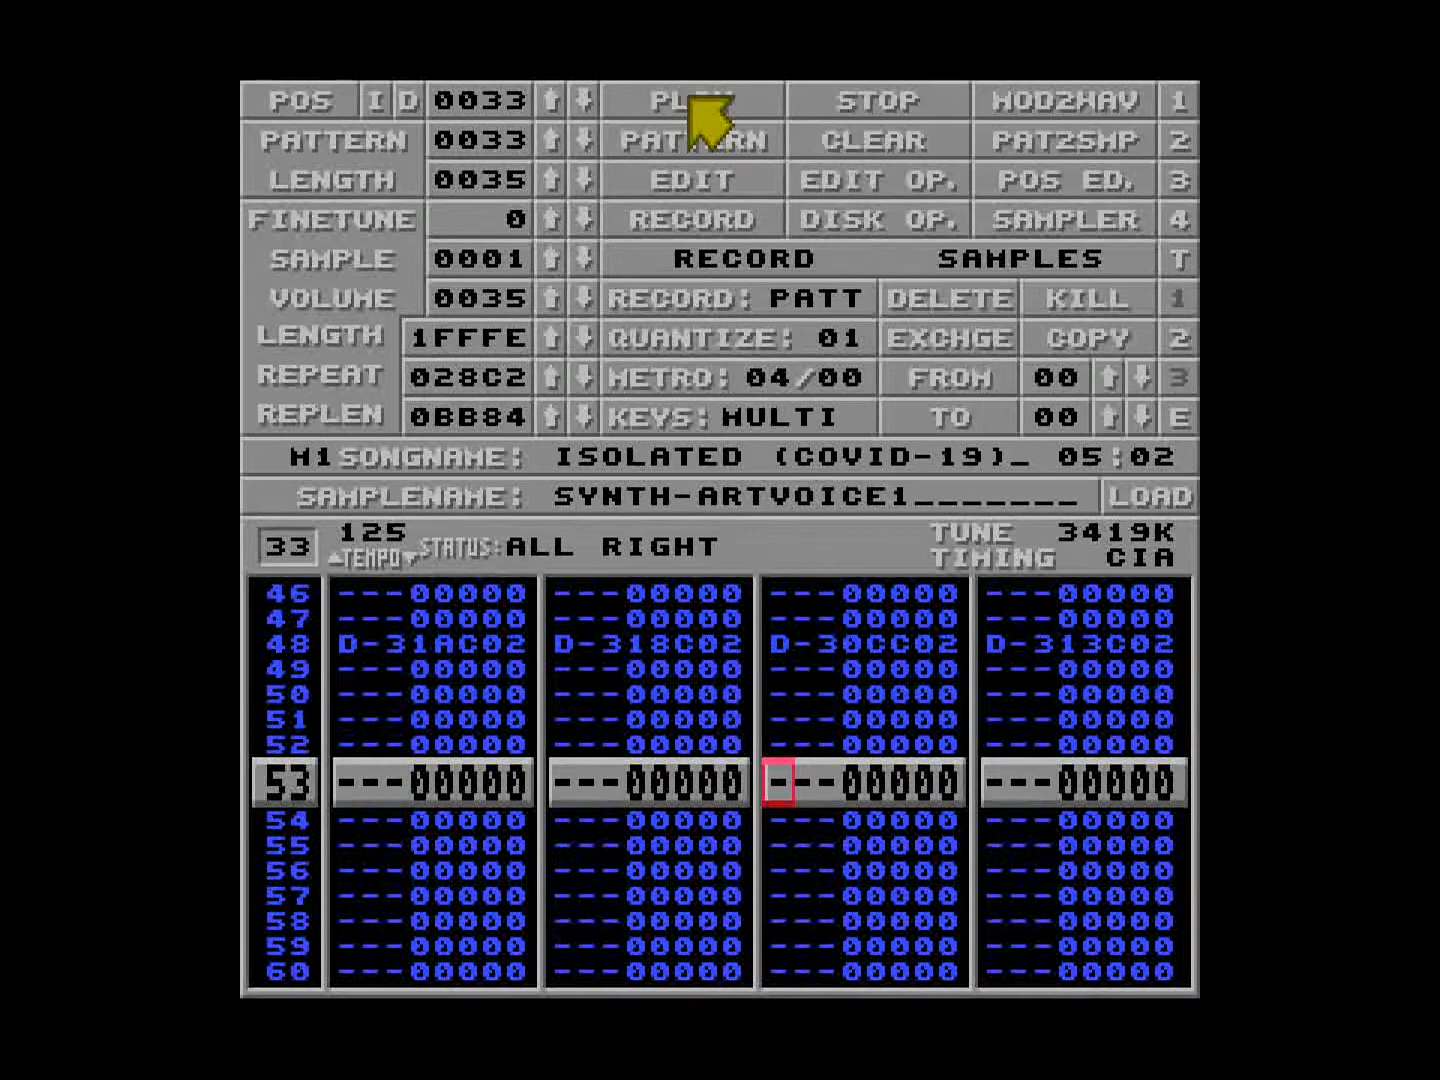 POS I D 0033 PL STOP MOD2WAV 1
PATTERN 0033 PAT RN CLEAR PAT2SMP 2
LENGTH 0035 EDIT EDIT OP. POS ED. 3
FINETUNE 0 RECORD DISK OP. SAMPLER 4
SAMPLE 0001 RECORD SAMPLES T
VOLUME 0035 RECORD: PATT DELETE KILL 1
LENGTH 1FFFE QUANTIZE: 01 EXCHGE COPY 2
REPEAT 028C2 METRO: 04/00 FROM 00 3
REPLEN 0BB84 KEYS: MULTI TO 00 E
M1 SONGNAME: ISOLATED (COVID-19)_ 05:02
SAMPLENAME: SYNTH-ARTVOICE1_______ LOAD
33 125 TEMPO STATUS: ALL RIGHT TUNE 3419K
TIMING CIA
46 ---00000 ---00000 ---00000 ---00000
47 ---00000 ---00000 ---00000 ---00000
48 D-31AC02 D-318C02 D-30CC02 D-313C02
49 ---00000 ---00000 ---00000 ---00000
50 ---00000 ---00000 ---00000 ---00000
51 ---00000 ---00000 ---00000 ---00000
52 ---00000 ---00000 ---00000 ---00000
53 ---00000 ---00000 ---00000 ---00000
54 ---00000 ---00000 ---00000 ---00000
55 ---00000 ---00000 ---00000 ---00000
56 ---00000 ---00000 ---00000 ---00000
57 ---00000 ---00000 ---00000 ---00000
58 ---00000 ---00000 ---00000 ---00000
59 ---00000 ---00000 ---00000 ---00000
60 ---00000 ---00000 ---00000 ---00000